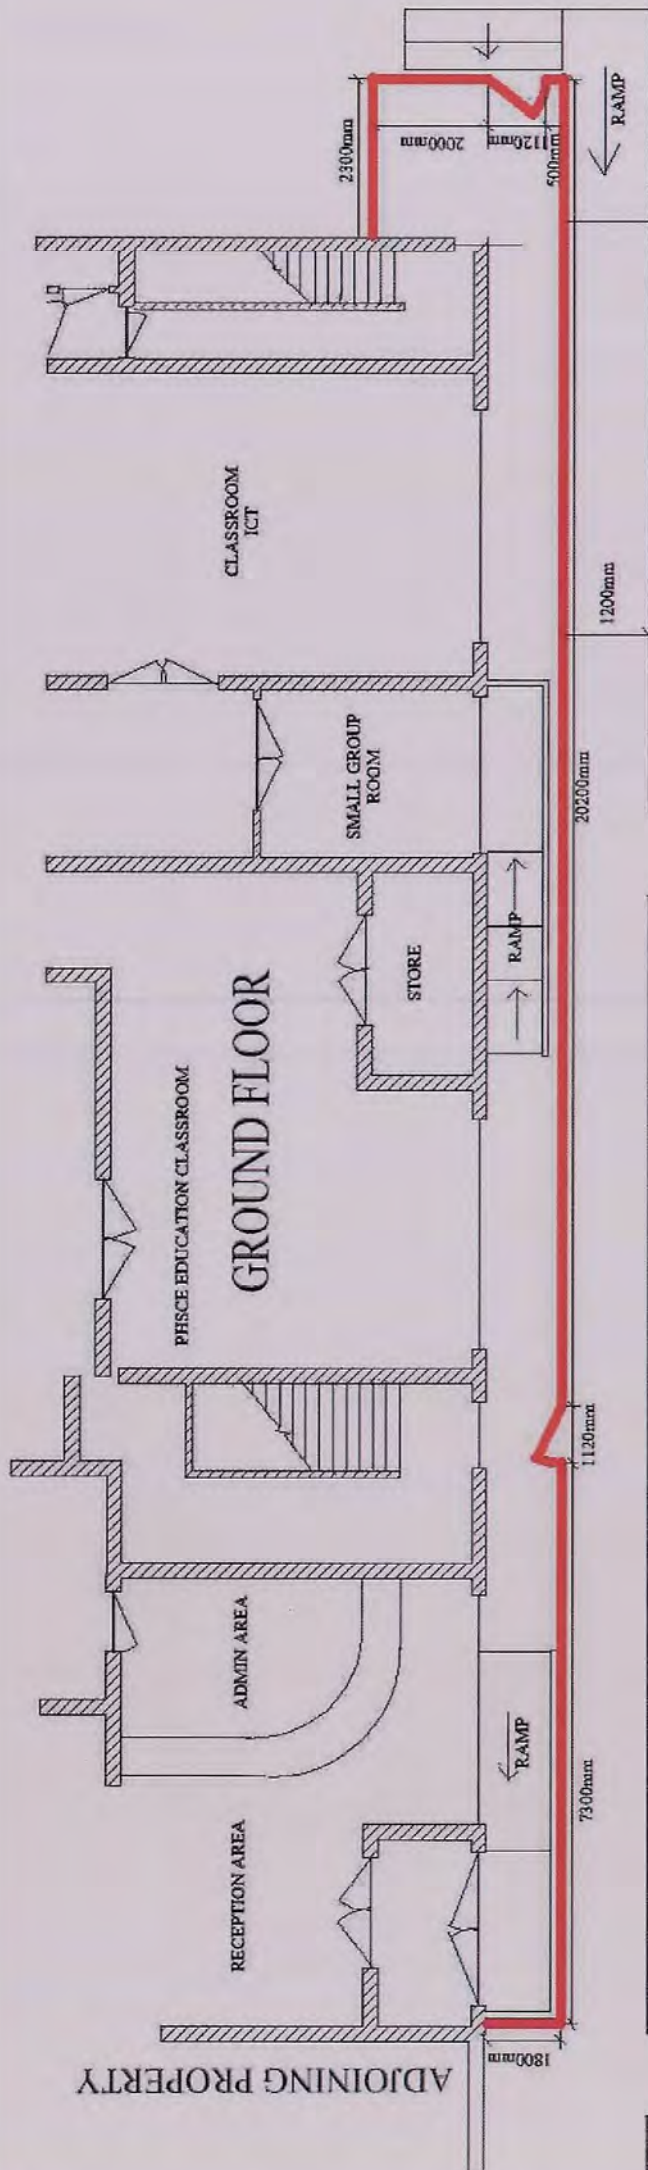 ADJOINING PROPERTY
RECEPTION AREA
ADMIN AREA
PHSCE EDUCATION CLASSROOM
GROUND FLOOR
STORE
SMALL GROUP
ROOM
CLASSROOM
ICT
RAMP
RAMP
RAMP
1800mm
7300mm
1120mm
20200mm
1200mm
2300mm
2000mm
1120mm
600mm